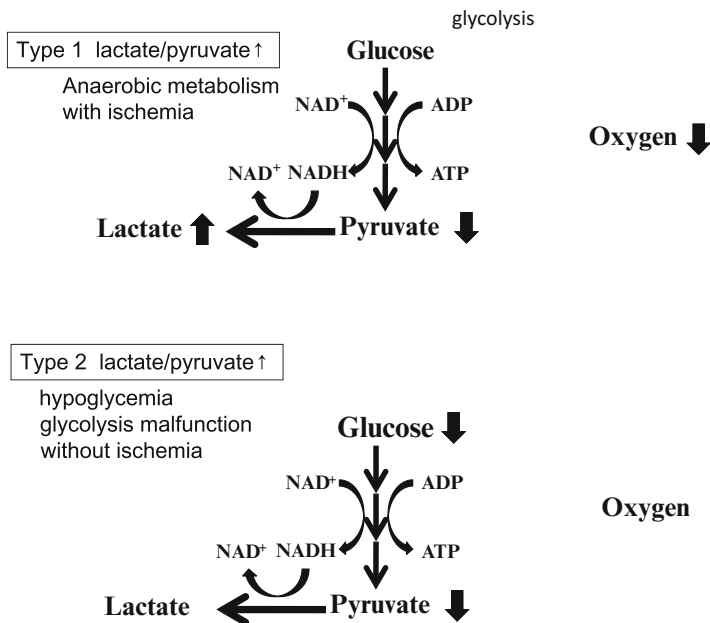 glycolysis
Type 1 lactate/pyruvate↑
Anaerobic metabolism
with ischemia
Glucose
NAD+
ADP
Oxygen
NAD+ NADH
ATP
Lactate
Pyruvate
Type 2 lactate/pyruvate↑
hypoglycemia
glycolysis malfunction
without ischemia
Glucose
NAD+
ADP
Oxygen
NAD+ NADH
ATP
Lactate
Pyruvate